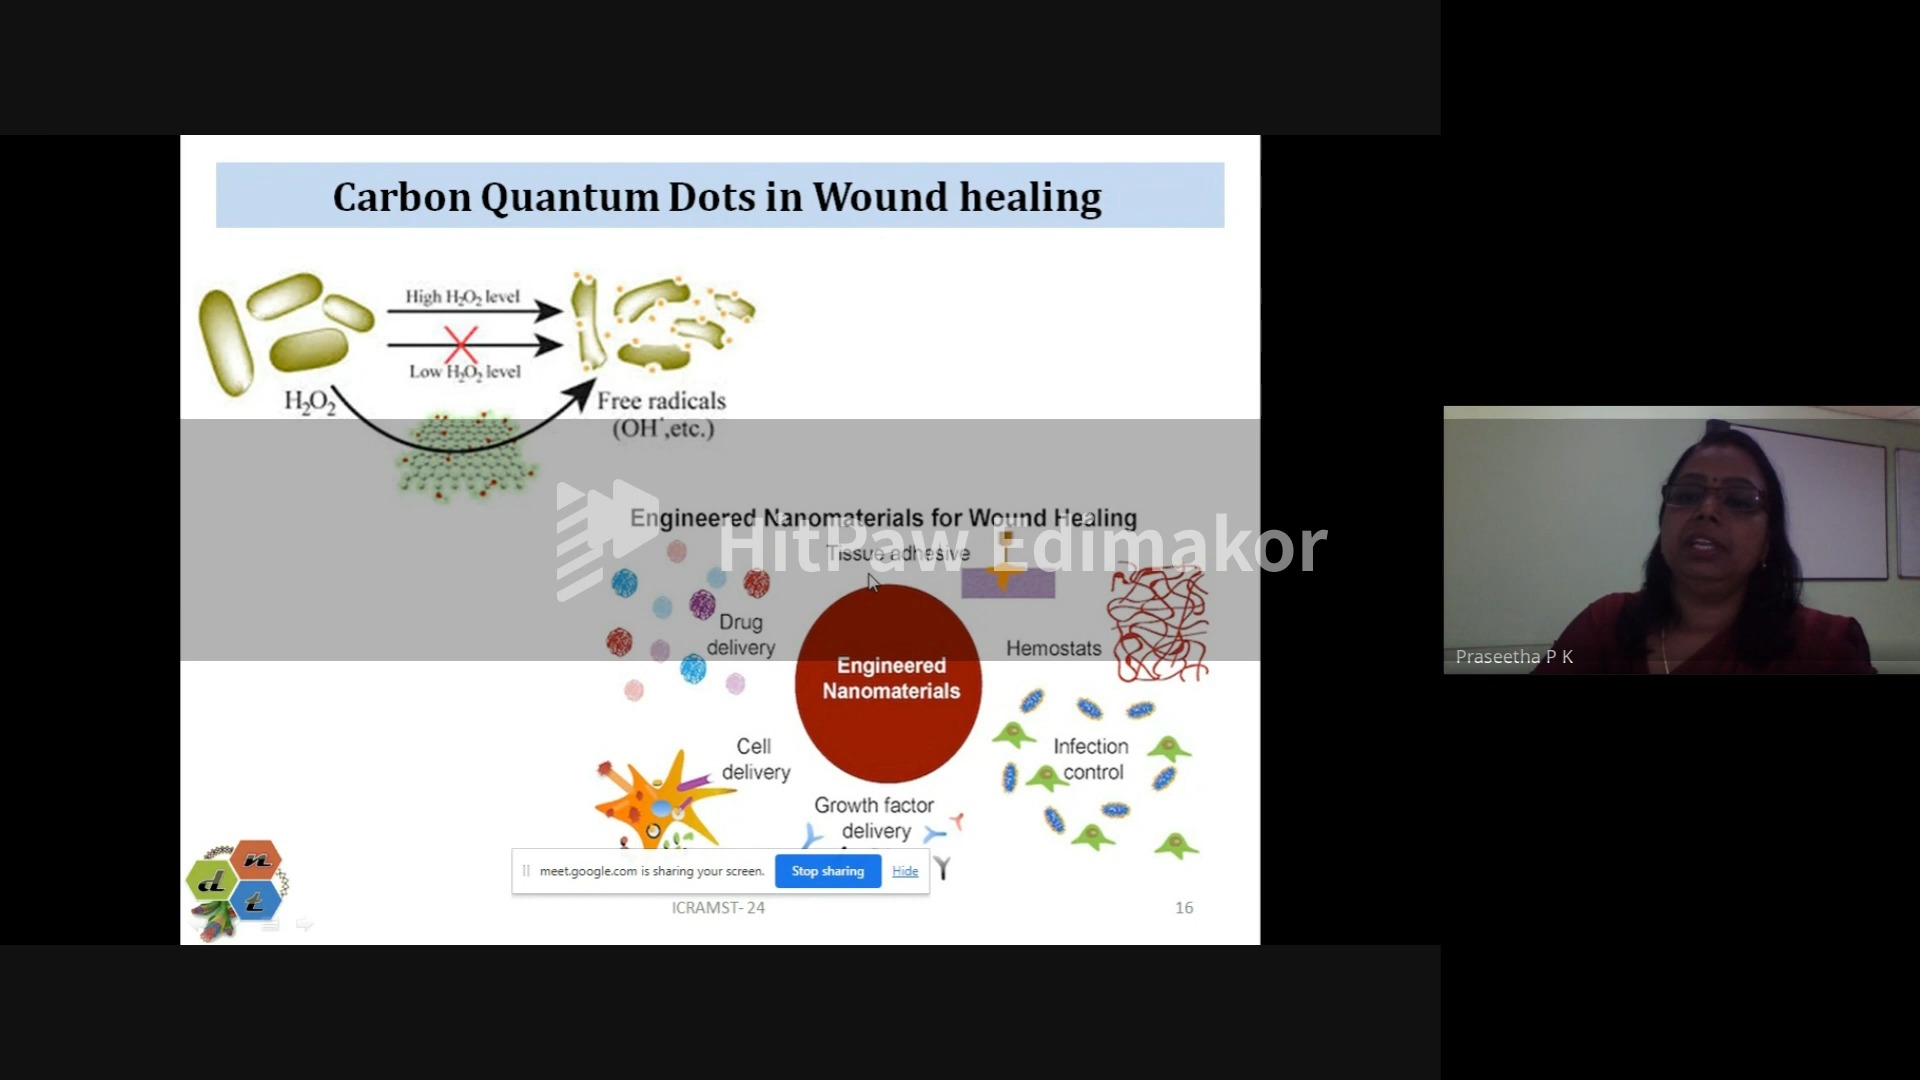 Carbon Quantum Dots in Wound healing
High H₂O₂ level
Low H₂O₂ level
H₂O₂
Free radicals
(OH˙,etc.)
Engineered Nanomaterials for Wound Healing
HitPaw Edimakor
Tissue adhesive
Drug
delivery
Hemostats
Engineered
Nanomaterials
Cell
delivery
Infection
control
Growth factor
delivery
meet.google.com is sharing your screen.
Stop sharing
Hide
n
d
t
ICRAMST- 24
16
Praseetha P K